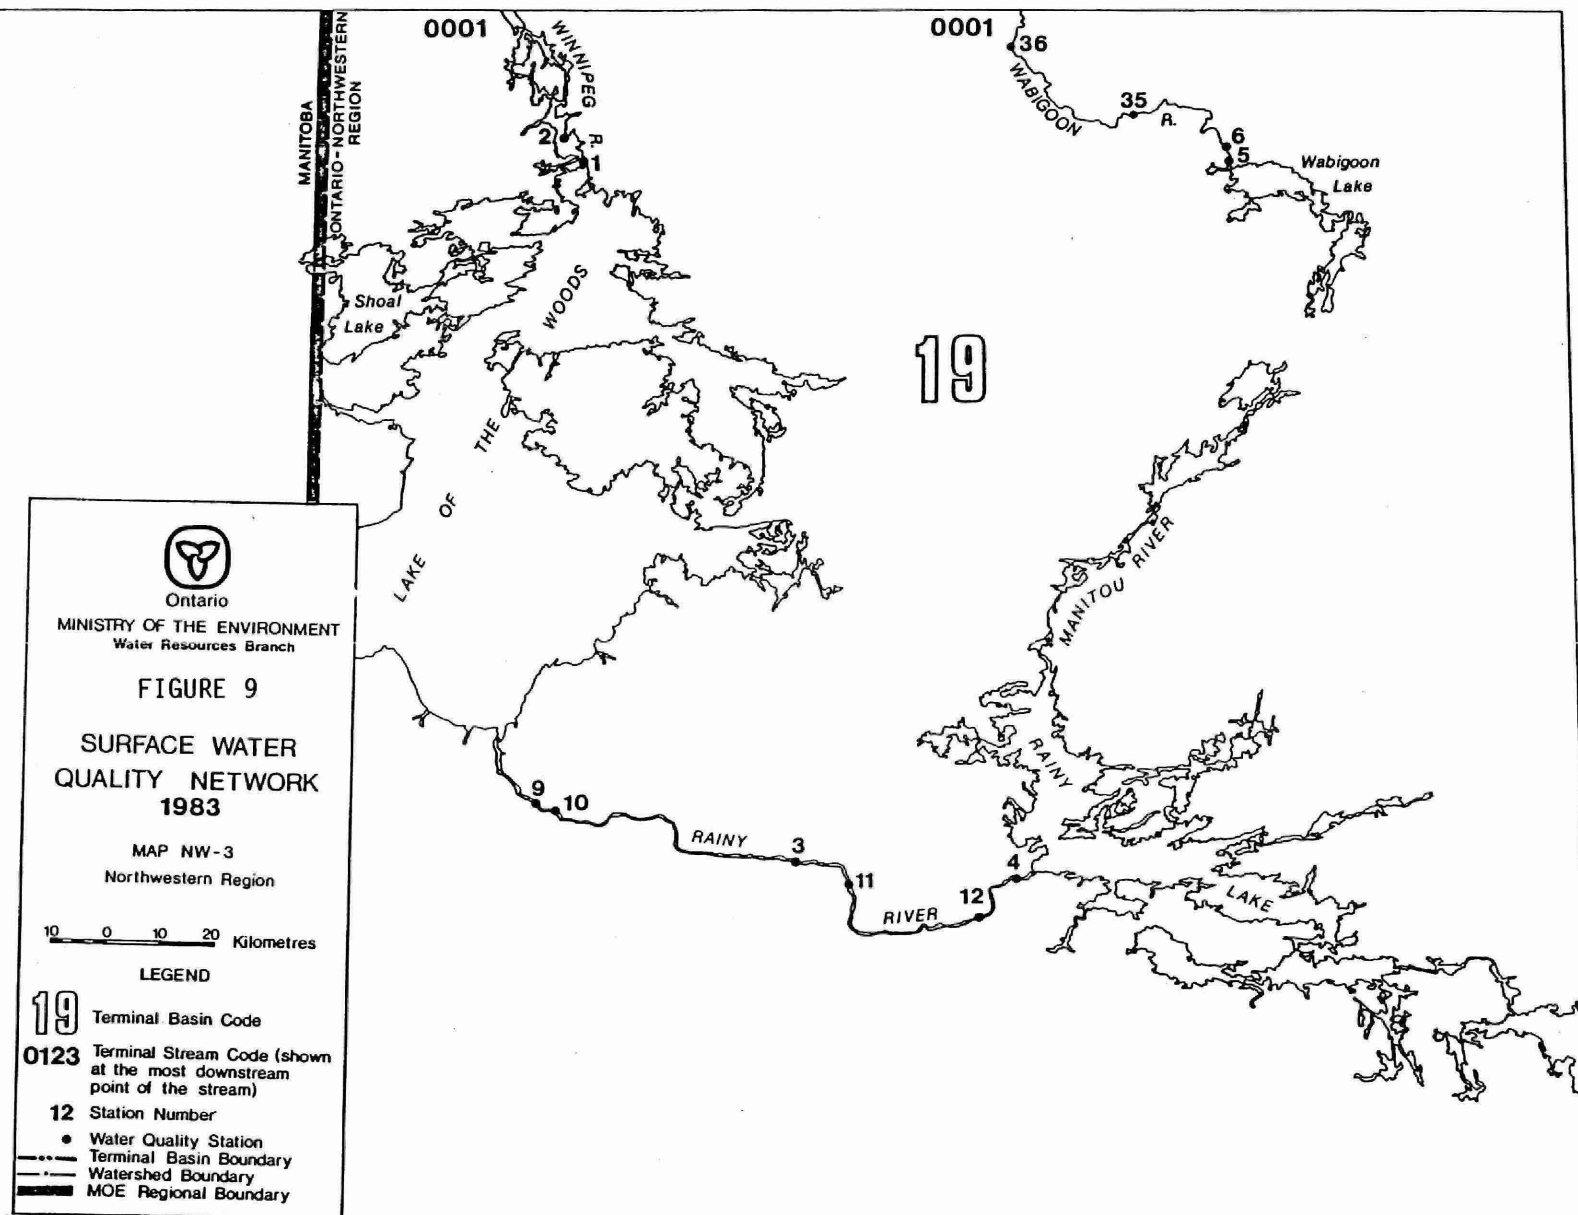 0001
WINNIPEG
R.
0001
36
WABIGOON
35
R.
6
5
Wabigoon
Lake
MANITOBA
ONTARIO-NORTHWESTERN
REGION
2
1
Shoal
Lake
LAKE OF THE WOODS
19
MANITOU RIVER
RAINY
LAKE
9
10
RAINY
3
11
RIVER
12
4
Ontario
MINISTRY OF THE ENVIRONMENT
Water Resources Branch
FIGURE 9
SURFACE WATER
QUALITY NETWORK
1983
MAP NW-3
Northwestern Region
10 0 10 20 Kilometres
LEGEND
19 Terminal Basin Code
0123 Terminal Stream Code (shown
at the most downstream
point of the stream)
12 Station Number
Water Quality Station
Terminal Basin Boundary
Watershed Boundary
MOE Regional Boundary